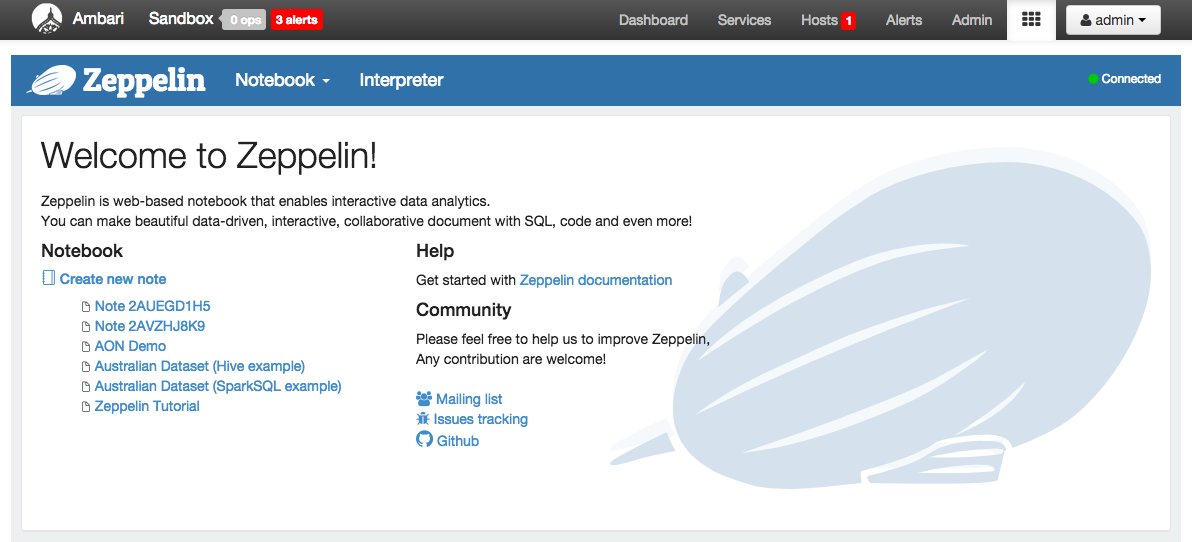 Ambari Sandbox 0 ops 3 alerts Dashboard Services Hosts 1 Alerts Admin admin
Zeppelin Notebook Interpreter Connected
Welcome to Zeppelin!
Zeppelin is web-based notebook that enables interactive data analytics.
You can make beautiful data-driven, interactive, collaborative document with SQL, code and even more!
Notebook
Create new note
Note 2AUEGD1H5
Note 2AVZHJ8K9
AON Demo
Australian Dataset (Hive example)
Australian Dataset (SparkSQL example)
Zeppelin Tutorial
Help
Get started with Zeppelin documentation
Community
Please feel free to help us to improve Zeppelin,
Any contribution are welcome!
Mailing list
Issues tracking
Github